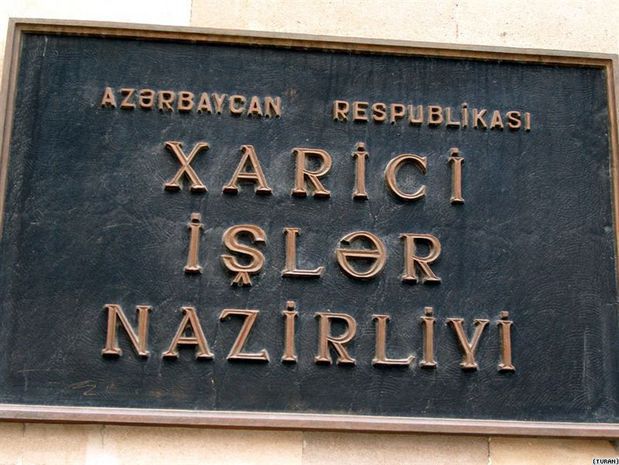 AZƏRBAYCAN RESPUBLİKASI
XARİCİ
İŞLƏR
NAZİRLİYİ
(TURAN)